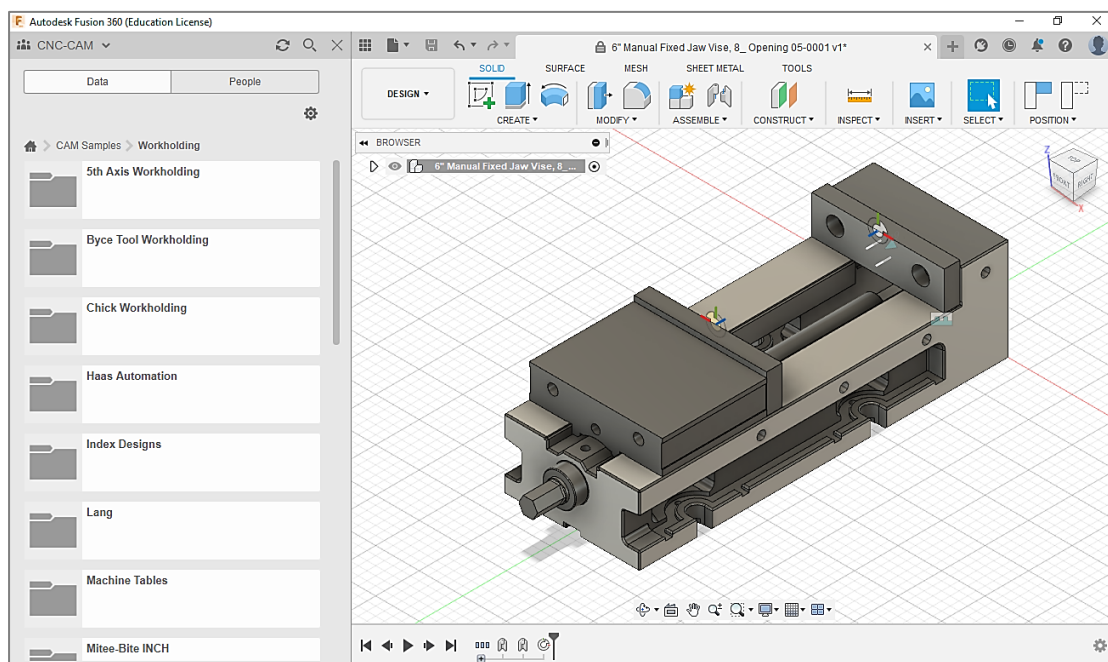 Autodesk Fusion 360 (Education License)
CNC-CAM
Data
People
CAM Samples
Workholding
5th Axis Workholding
Byce Tool Workholding
Chick Workholding
Haas Automation
Index Designs
Lang
Machine Tables
Mitee-Bite INCH
6" Manual Fixed Jaw Vise, 8_ Opening 05-0001 v1*
SOLID
SURFACE
MESH
SHEET METAL
TOOLS
DESIGN
CREATE
MODIFY
ASSEMBLE
CONSTRUCT
INSPECT
INSERT
SELECT
POSITION
BROWSER
6" Manual Fixed Jaw Vise, 8_...
Z
TOP
FRONT
RIGHT
X